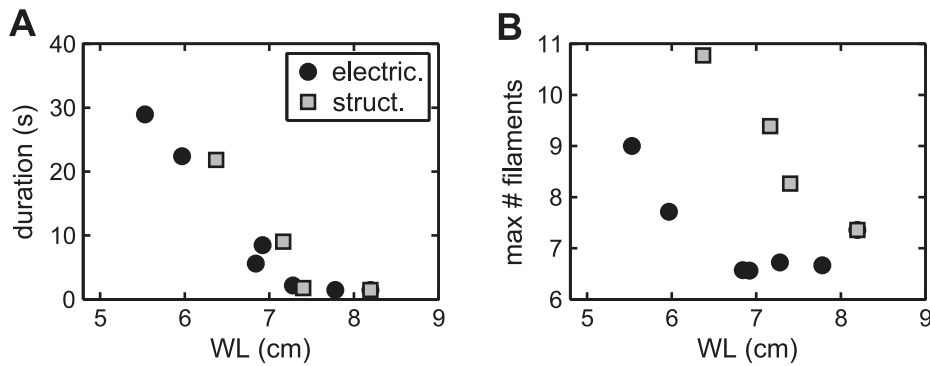 A
40
30
20
10
0
duration (s)
electric.
struct.
5 6 7 8 9
WL (cm)
B
11
10
9
8
7
6
max # filaments
5 6 7 8 9
WL (cm)